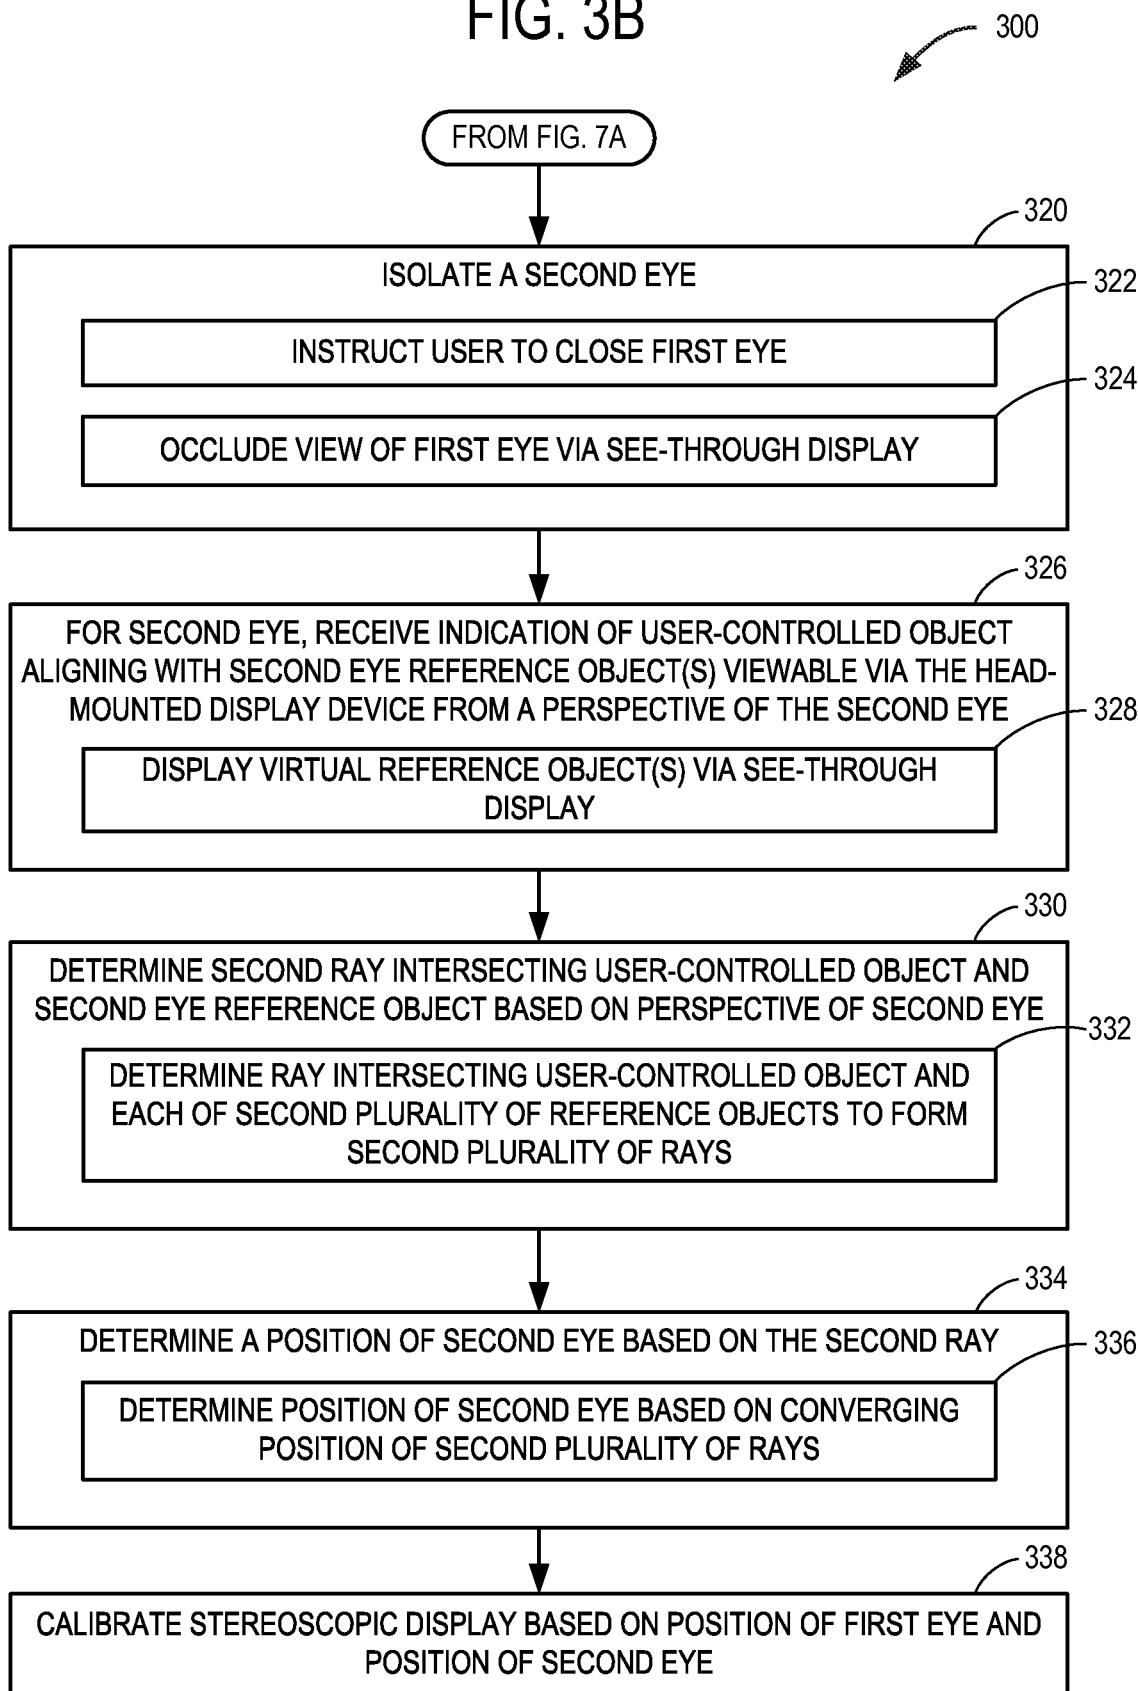 FIG. 3B
300
FROM FIG. 7A
320
ISOLATE A SECOND EYE
322
INSTRUCT USER TO CLOSE FIRST EYE
324
OCCLUDE VIEW OF FIRST EYE VIA SEE-THROUGH DISPLAY
326
FOR SECOND EYE, RECEIVE INDICATION OF USER-CONTROLLED OBJECT
ALIGNING WITH SECOND EYE REFERENCE OBJECT(S) VIEWABLE VIA THE HEAD-
MOUNTED DISPLAY DEVICE FROM A PERSPECTIVE OF THE SECOND EYE
328
DISPLAY VIRTUAL REFERENCE OBJECT(S) VIA SEE-THROUGH
DISPLAY
330
DETERMINE SECOND RAY INTERSECTING USER-CONTROLLED OBJECT AND
SECOND EYE REFERENCE OBJECT BASED ON PERSPECTIVE OF SECOND EYE
332
DETERMINE RAY INTERSECTING USER-CONTROLLED OBJECT AND
EACH OF SECOND PLURALITY OF REFERENCE OBJECTS TO FORM
SECOND PLURALITY OF RAYS
334
DETERMINE A POSITION OF SECOND EYE BASED ON THE SECOND RAY
336
DETERMINE POSITION OF SECOND EYE BASED ON CONVERGING
POSITION OF SECOND PLURALITY OF RAYS
338
CALIBRATE STEREOSCOPIC DISPLAY BASED ON POSITION OF FIRST EYE AND
POSITION OF SECOND EYE